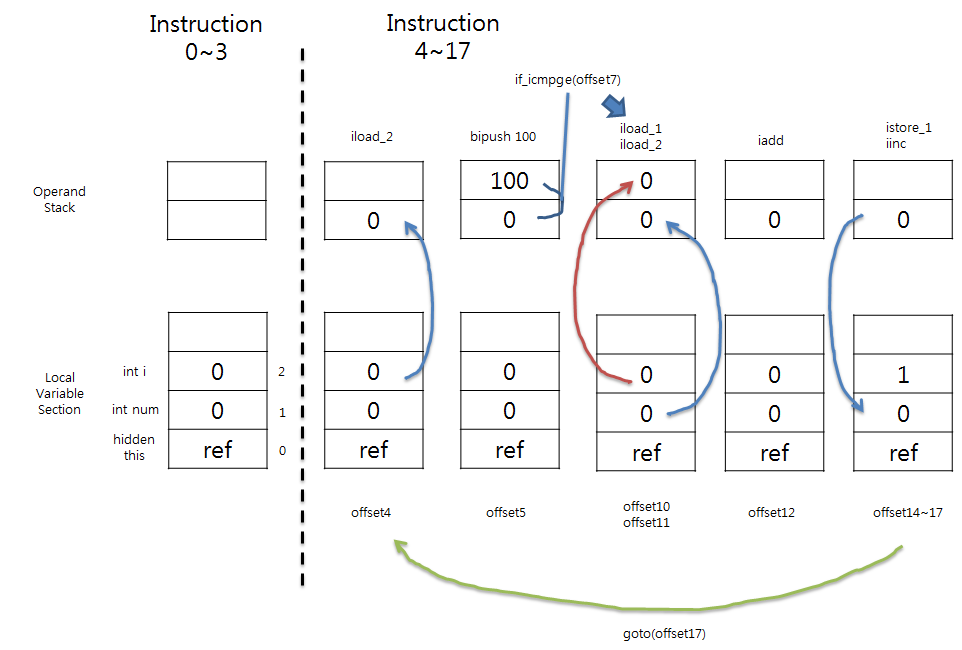 Instruction
0~3
Instruction
4~17
if_icmpge(offset7)
iload_2
bipush 100
iload_1
iload_2
iadd
istore_1
iinc
Operand
Stack
100
0
0
0
0
0
0
0
Local
Variable
Section
int i
0
2
0
0
0
0
1
int num
0
1
0
0
0
0
0
hidden
this
ref
0
ref
ref
ref
ref
ref
offset4
offset5
offset10
offset11
offset12
offset14~17
goto(offset17)